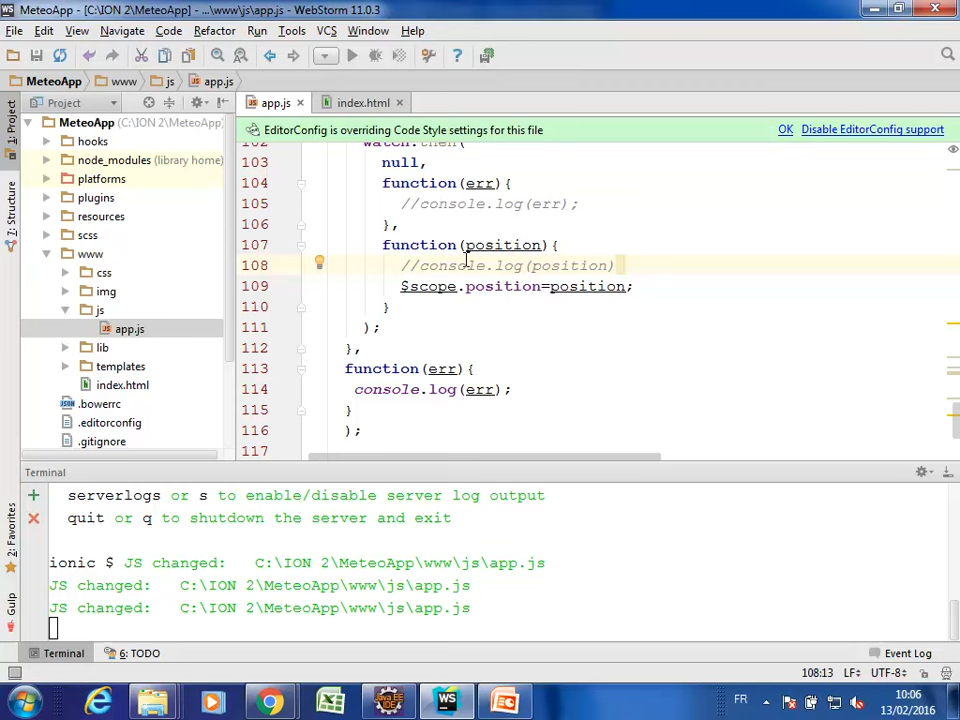 MeteoApp - [C:\ION 2\MeteoApp] - ...\www\js\app.js - WebStorm 11.0.3
File Edit View Navigate Code Refactor Run Tools VCS Window Help
MeteoApp www js app.js
Project app.js index.html
1: Project
7: Structure
2: Favorites
Gulp
EditorConfig is overriding Code Style settings for this file OK Disable EditorConfig support
MeteoApp (C:\ION 2\MeteoApp)
hooks
node_modules (library home)
platforms
plugins
resources
scss
www
css
img
js
app.js
lib
templates
index.html
.bowerrc
.editorconfig
.gitignore
102 watch.then(
103 null,
104 function(err){
105 //console.log(err);
106 },
107 function(position){
108 //console.log(position)
109 $scope.position=position;
110 }
111 );
112 },
113 function(err){
114 console.log(err);
115 }
116 );
117
Terminal
serverlogs or s to enable/disable server log output
quit or q to shutdown the server and exit
ionic $ JS changed: C:\ION 2\MeteoApp\www\js\app.js
JS changed: C:\ION 2\MeteoApp\www\js\app.js
JS changed: C:\ION 2\MeteoApp\www\js\app.js
Terminal 6: TODO Event Log
108:13 LF÷ UTF-8÷
FR 10:06
13/02/2016